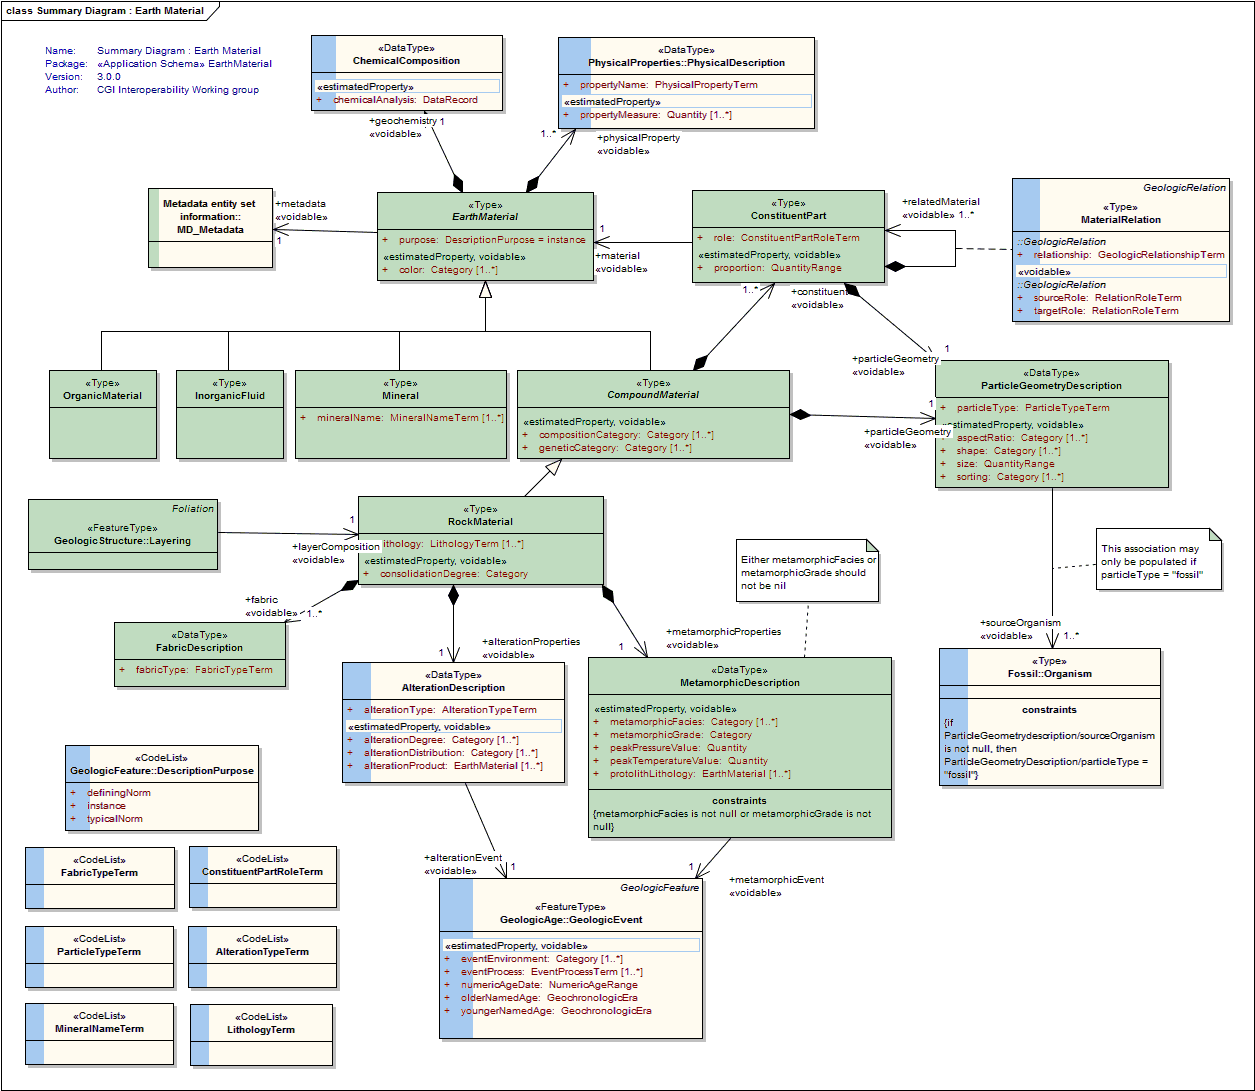 class Summary Diagram : Earth Material
Name: Summary Diagram : Earth Material
Package: «Application Schema» EarthMaterial
Version: 3.0.0
Author: CGI Interoperability Working group
«DataType»
ChemicalComposition
«estimatedProperty»
+ chemicalAnalysis: DataRecord
«DataType»
PhysicalProperties::PhysicalDescription
+ propertyName: PhysicalPropertyTerm
«estimatedProperty»
+ propertyMeasure: Quantity [1..*]
+geochemistry 1
«voidable»
1..*
+physicalProperty
«voidable»
Metadata entity set
information::
MD_Metadata
+metadata
«voidable»
1
«Type»
EarthMaterial
+ purpose: DescriptionPurpose = instance
«estimatedProperty, voidable»
+ color: Category [1..*]
1
+material
«voidable»
«Type»
ConstituentPart
+ role: ConstituentPartRoleTerm
«estimatedProperty, voidable»
+ proportion: QuantityRange
+relatedMaterial
«voidable» 1..*
GeologicRelation
«Type»
MaterialRelation
::GeologicRelation
+ relationship: GeologicRelationshipTerm
«voidable»
::GeologicRelation
+ sourceRole: RelationRoleTerm
+ targetRole: RelationRoleTerm
1..*
+constituent
«voidable»
1
+particleGeometry
«voidable»
«Type»
OrganicMaterial
«Type»
InorganicFluid
«Type»
Mineral
+ mineralName: MineralNameTerm [1..*]
«Type»
CompoundMaterial
«estimatedProperty, voidable»
+ compositionCategory: Category [1..*]
+ geneticCategory: Category [1..*]
1
+particleGeometry
«voidable»
«DataType»
ParticleGeometryDescription
+ particleType: ParticleTypeTerm
«estimatedProperty, voidable»
+ aspectRatio: Category [1..*]
+ shape: Category [1..*]
+ size: QuantityRange
+ sorting: Category [1..*]
Foliation
«FeatureType»
GeologicStructure::Layering
1
+layerComposition
«voidable»
«Type»
RockMaterial
lithology: LithologyTerm [1..*]
«estimatedProperty, voidable»
+ consolidationDegree: Category
Either metamorphicFacies or
metamorphicGrade should
not be nil
This association may
only be populated if
particleType = "fossil"
+fabric
«voidable» 1..*
«DataType»
FabricDescription
+ fabricType: FabricTypeTerm
1
+alterationProperties
«voidable»
1
+metamorphicProperties
«voidable»
+sourceOrganism
«voidable» 1..*
«DataType»
AlterationDescription
+ alterationType: AlterationTypeTerm
«estimatedProperty, voidable»
+ alterationDegree: Category [1..*]
+ alterationDistribution: Category [1..*]
+ alterationProduct: EarthMaterial [1..*]
«DataType»
MetamorphicDescription
«estimatedProperty, voidable»
+ metamorphicFacies: Category [1..*]
+ metamorphicGrade: Category
+ peakPressureValue: Quantity
+ peakTemperatureValue: Quantity
+ protolithLithology: EarthMaterial [1..*]
constraints
{metamorphicFacies is not null or metamorphicGrade is not
null}
«Type»
Fossil::Organism
constraints
{if
ParticleGeometrydescription/sourceOrganism
is not null, then
ParticleGeometryDescription/particleType =
"fossil"}
«CodeList»
GeologicFeature::DescriptionPurpose
+ definingNorm
+ instance
+ typicalNorm
+alterationEvent
«voidable»
1
1
+metamorphicEvent
«voidable»
«CodeList»
FabricTypeTerm
«CodeList»
ConstituentPartRoleTerm
GeologicFeature
«FeatureType»
GeologicAge::GeologicEvent
«estimatedProperty, voidable»
+ eventEnvironment: Category [1..*]
+ eventProcess: EventProcessTerm [1..*]
+ numericAgeDate: NumericAgeRange
+ olderNamedAge: GeochronologicEra
+ youngerNamedAge: GeochronologicEra
«CodeList»
ParticleTypeTerm
«CodeList»
AlterationTypeTerm
«CodeList»
MineralNameTerm
«CodeList»
LithologyTerm